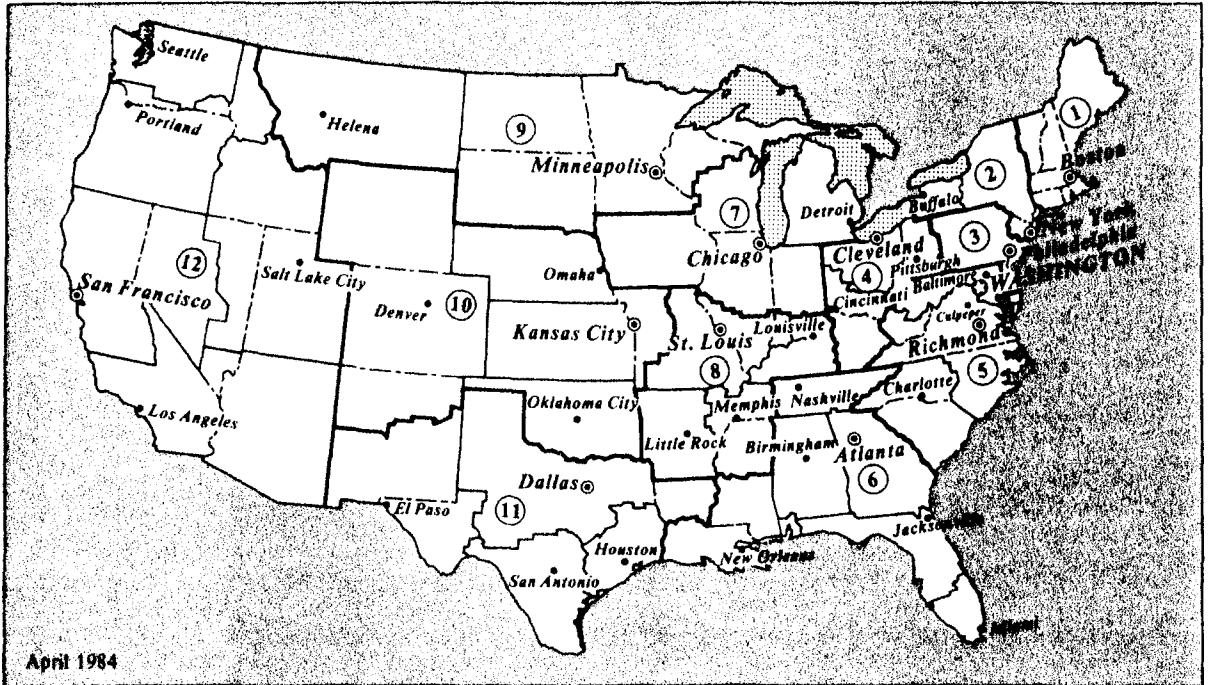 Seattle
Portland
Helena
9
Minneapolis
1
Boston
2
Buffalo
7
Detroit
Chicago
Cleveland
3
New York
Philadelphia
Pittsburgh
4
Cincinnati
Baltimore
WASHINGTON
12
Salt Lake City
San Francisco
Omaha
Denver
10
Kansas City
St. Louis
Louisville
Culpeper
Richmond
8
5
Charlotte
Los Angeles
Oklahoma City
Memphis
Nashville
Little Rock
Birmingham
Atlanta
6
Dallas
El Paso
11
Houston
San Antonio
New Orleans
Jacksonville
Miami
April 1984